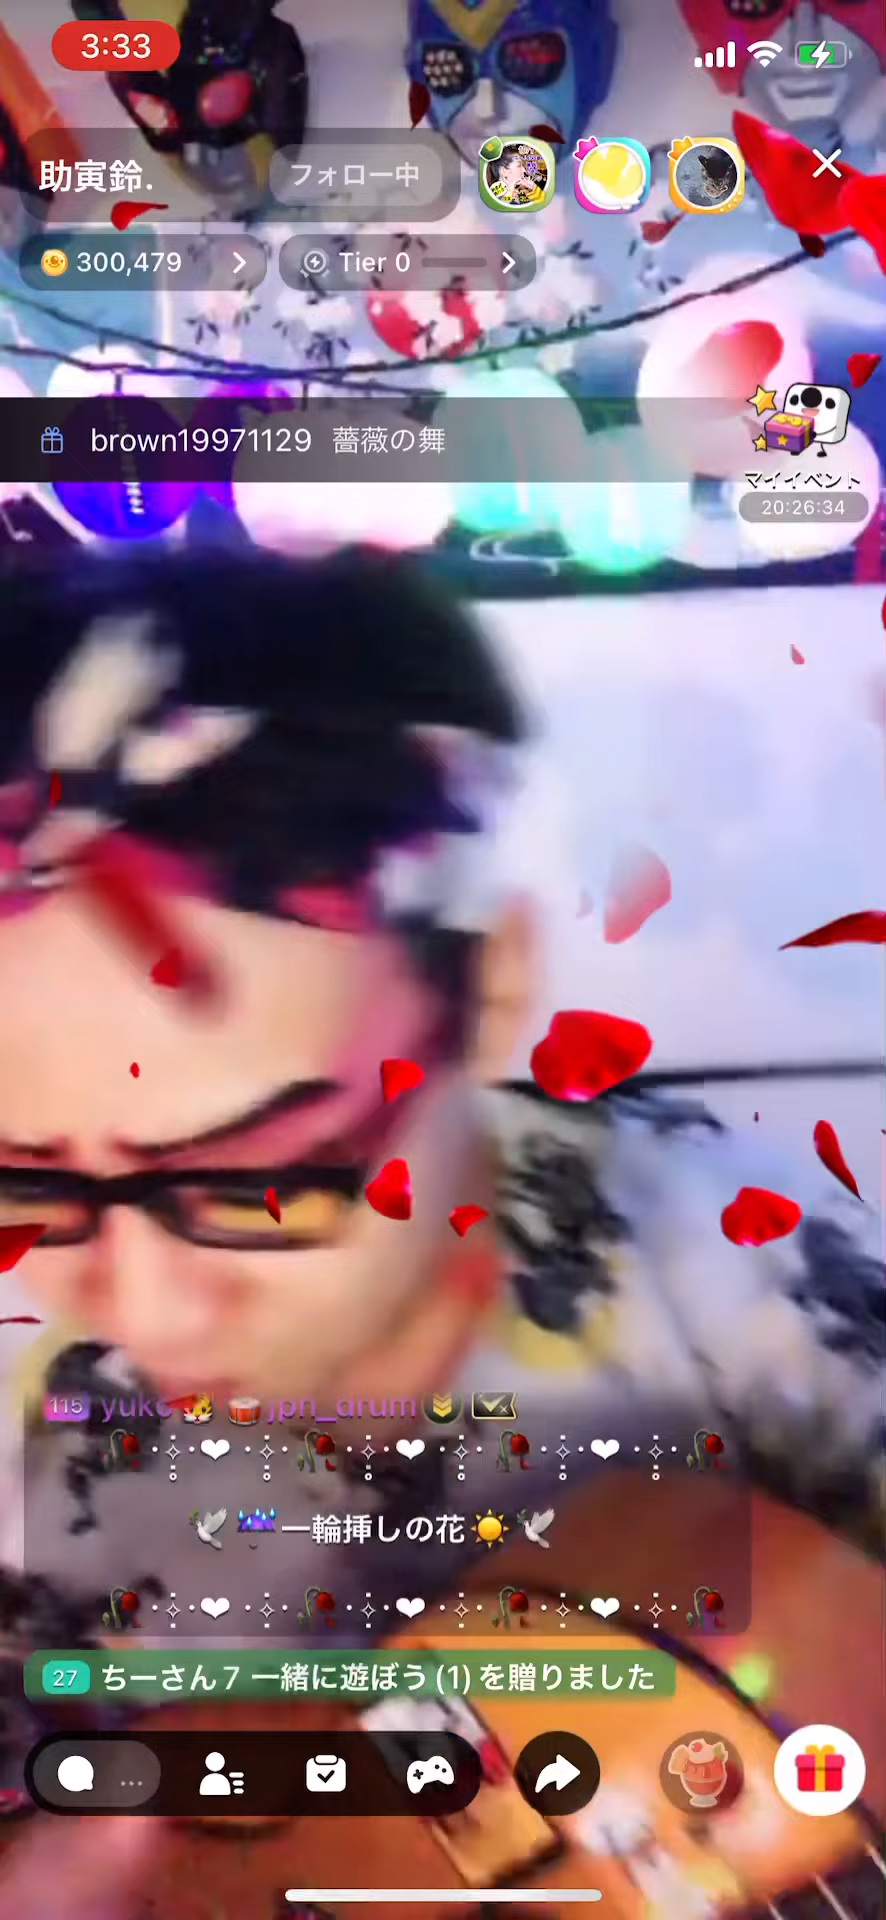 3:33
助寅鈴.
フォロー中
300,479
Tier 0
brown19971129 薔薇の舞
マイイベント
20:26:34
115 yuko🐯🥁jpn_drum
🕊☔一輪挿しの花☀🕊
27 ちーさん７ 一緒に遊ぼう (1) を贈りました